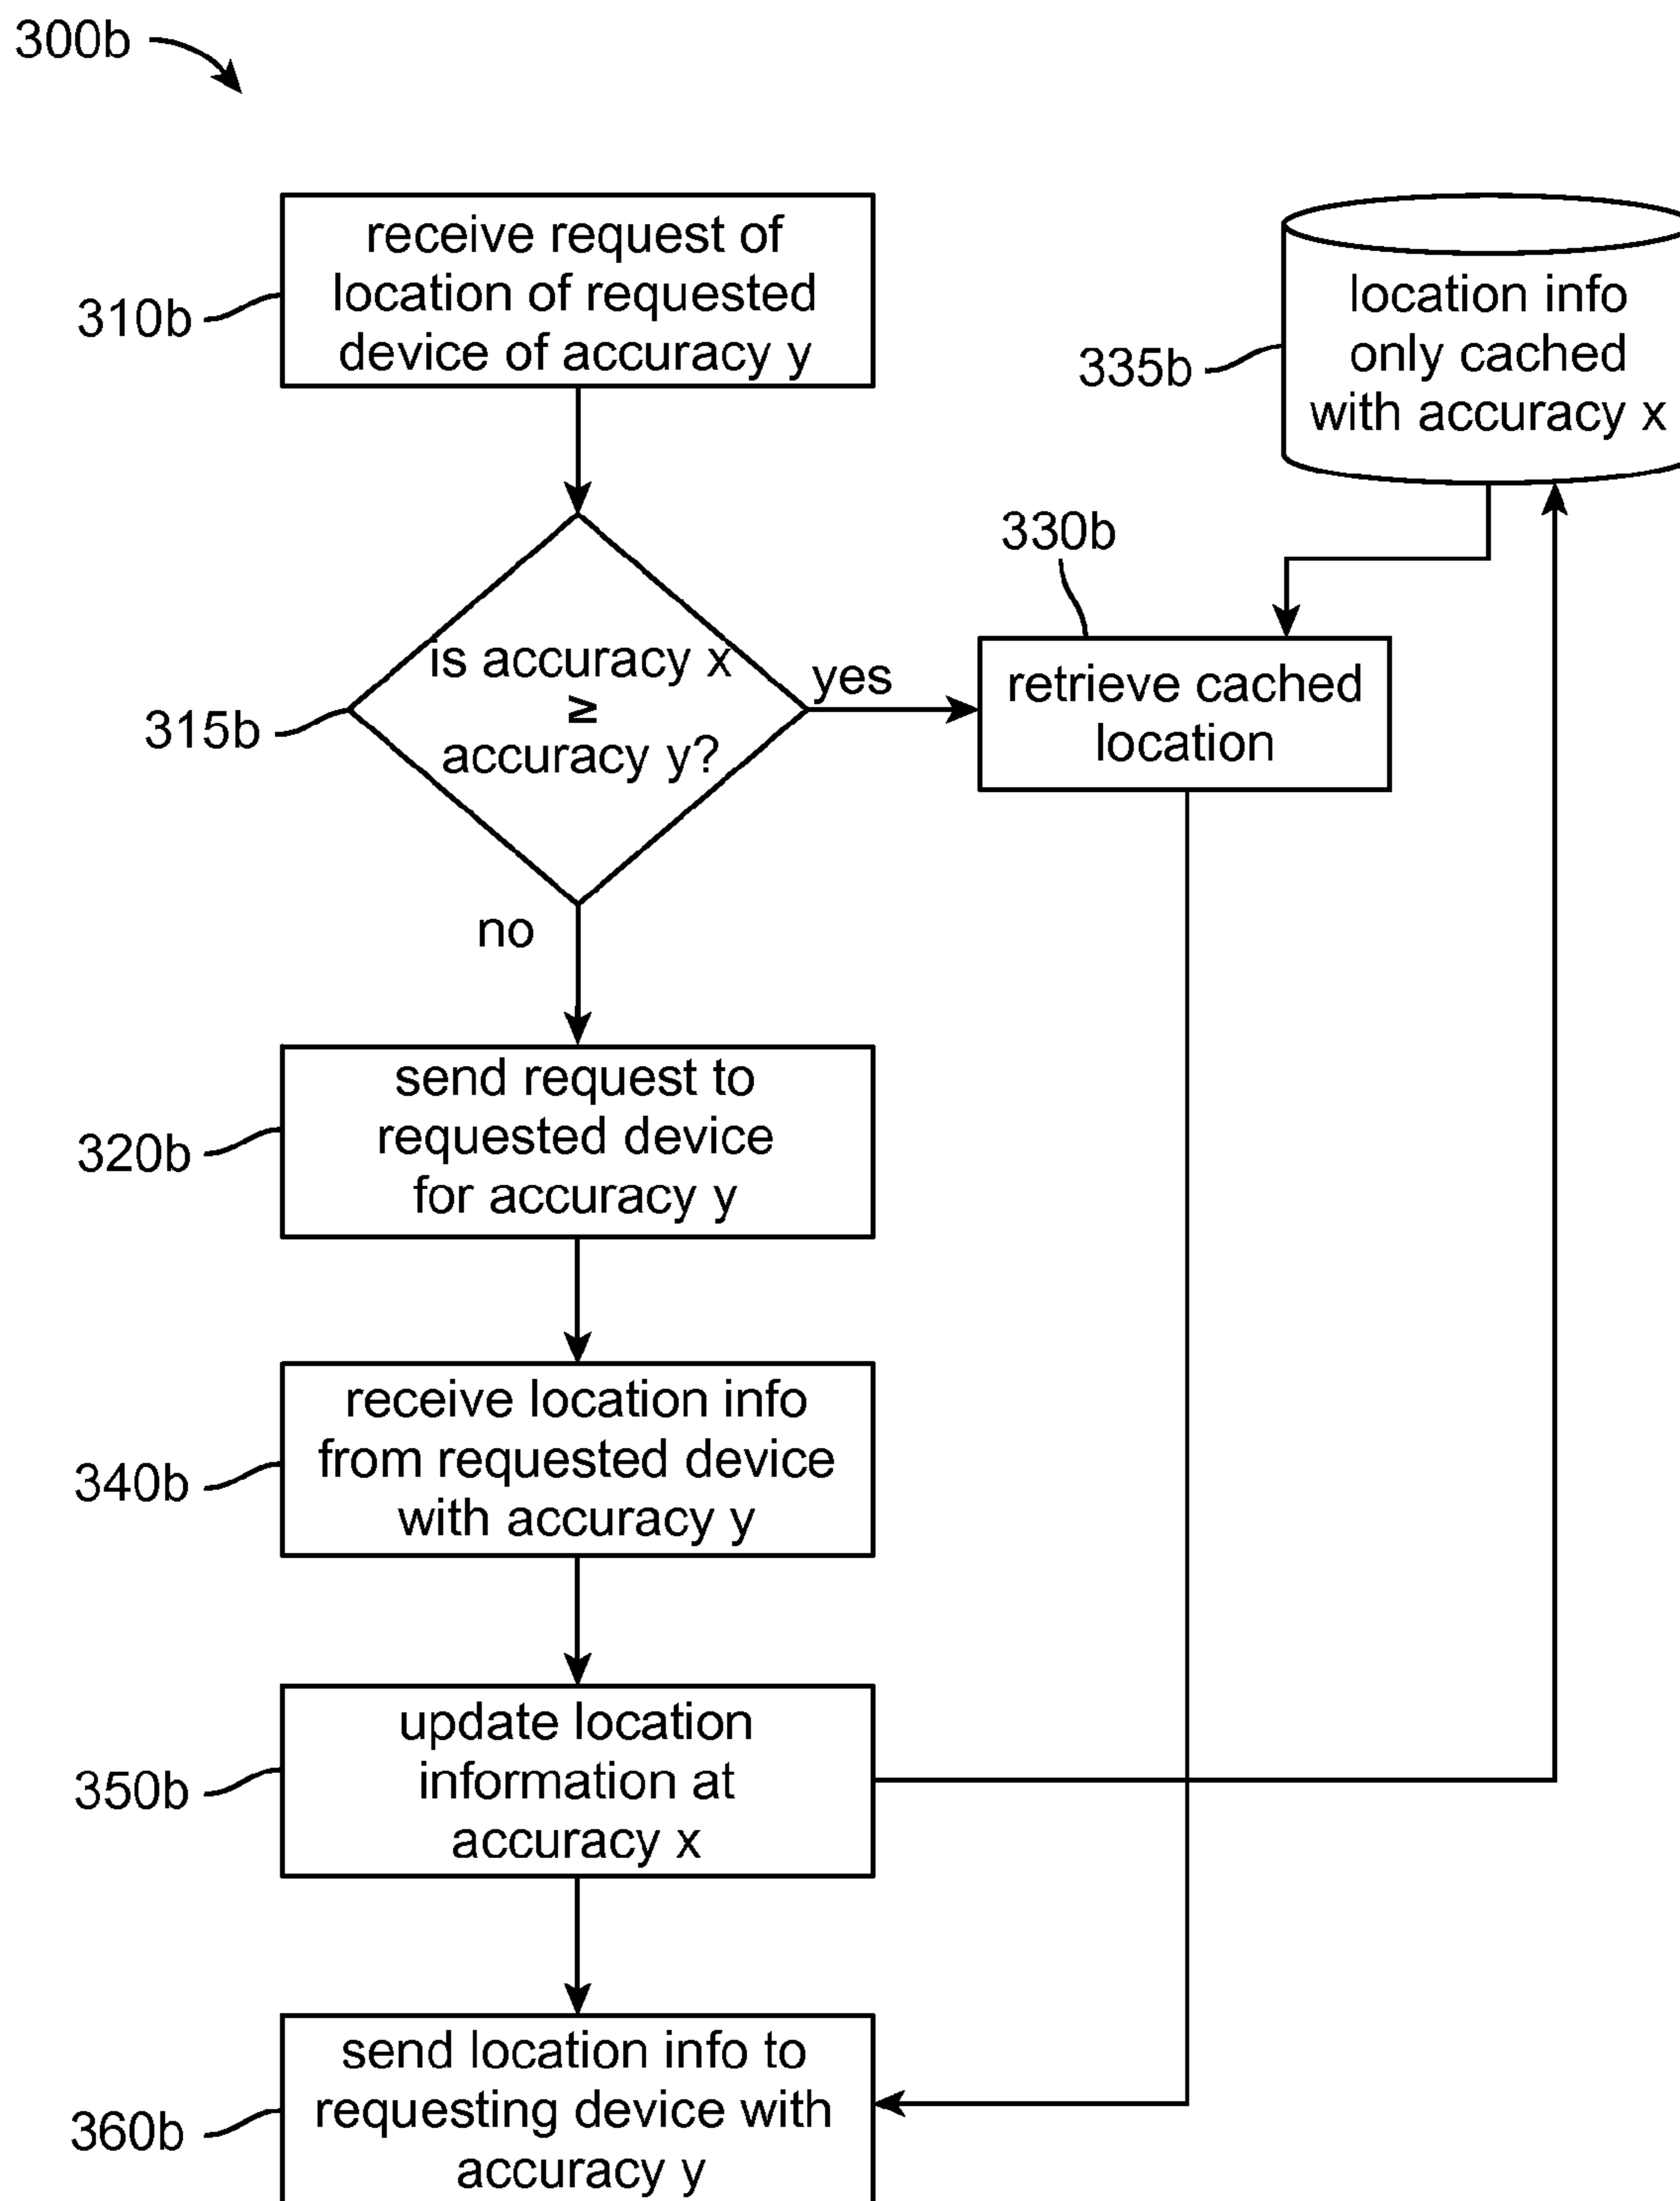 300b
receive request of
location of requested
device of accuracy y
310b
location info
only cached
with accuracy x
335b
330b
is accuracy x
≥
accuracy y?
yes
315b
retrieve cached
location
no
send request to
requested device
for accuracy y
320b
receive location info
from requested device
with accuracy y
340b
update location
information at
accuracy x
350b
send location info to
requesting device with
accuracy y
360b